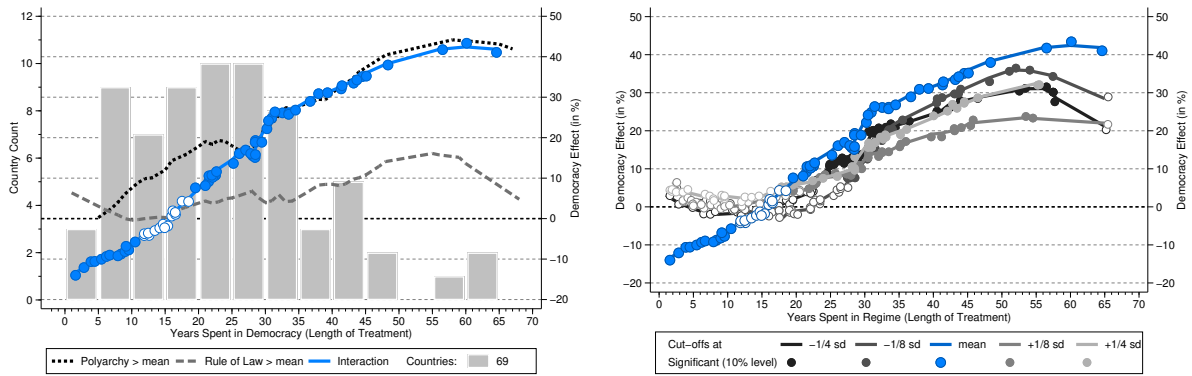 12
10
8
6
4
2
0
Country Count
50
40
30
20
10
0
−10
−20
Democracy Effect (in %)
0 5 10 15 20 25 30 35 40 45 50 55 60 65 70
Years Spent in Democracy (Length of Treatment)
Polyarchy > mean Rule of Law > mean Interaction Countries: 69
50
40
30
20
10
0
−10
−20
Democracy Effect (in %)
50
40
30
20
10
0
−10
−20
Democracy Effect (in %)
0 5 10 15 20 25 30 35 40 45 50 55 60 65 70
Years Spent in Regime (Length of Treatment)
Cut−offs at −1/4 sd −1/8 sd mean +1/8 sd +1/4 sd
Significant (10% level)